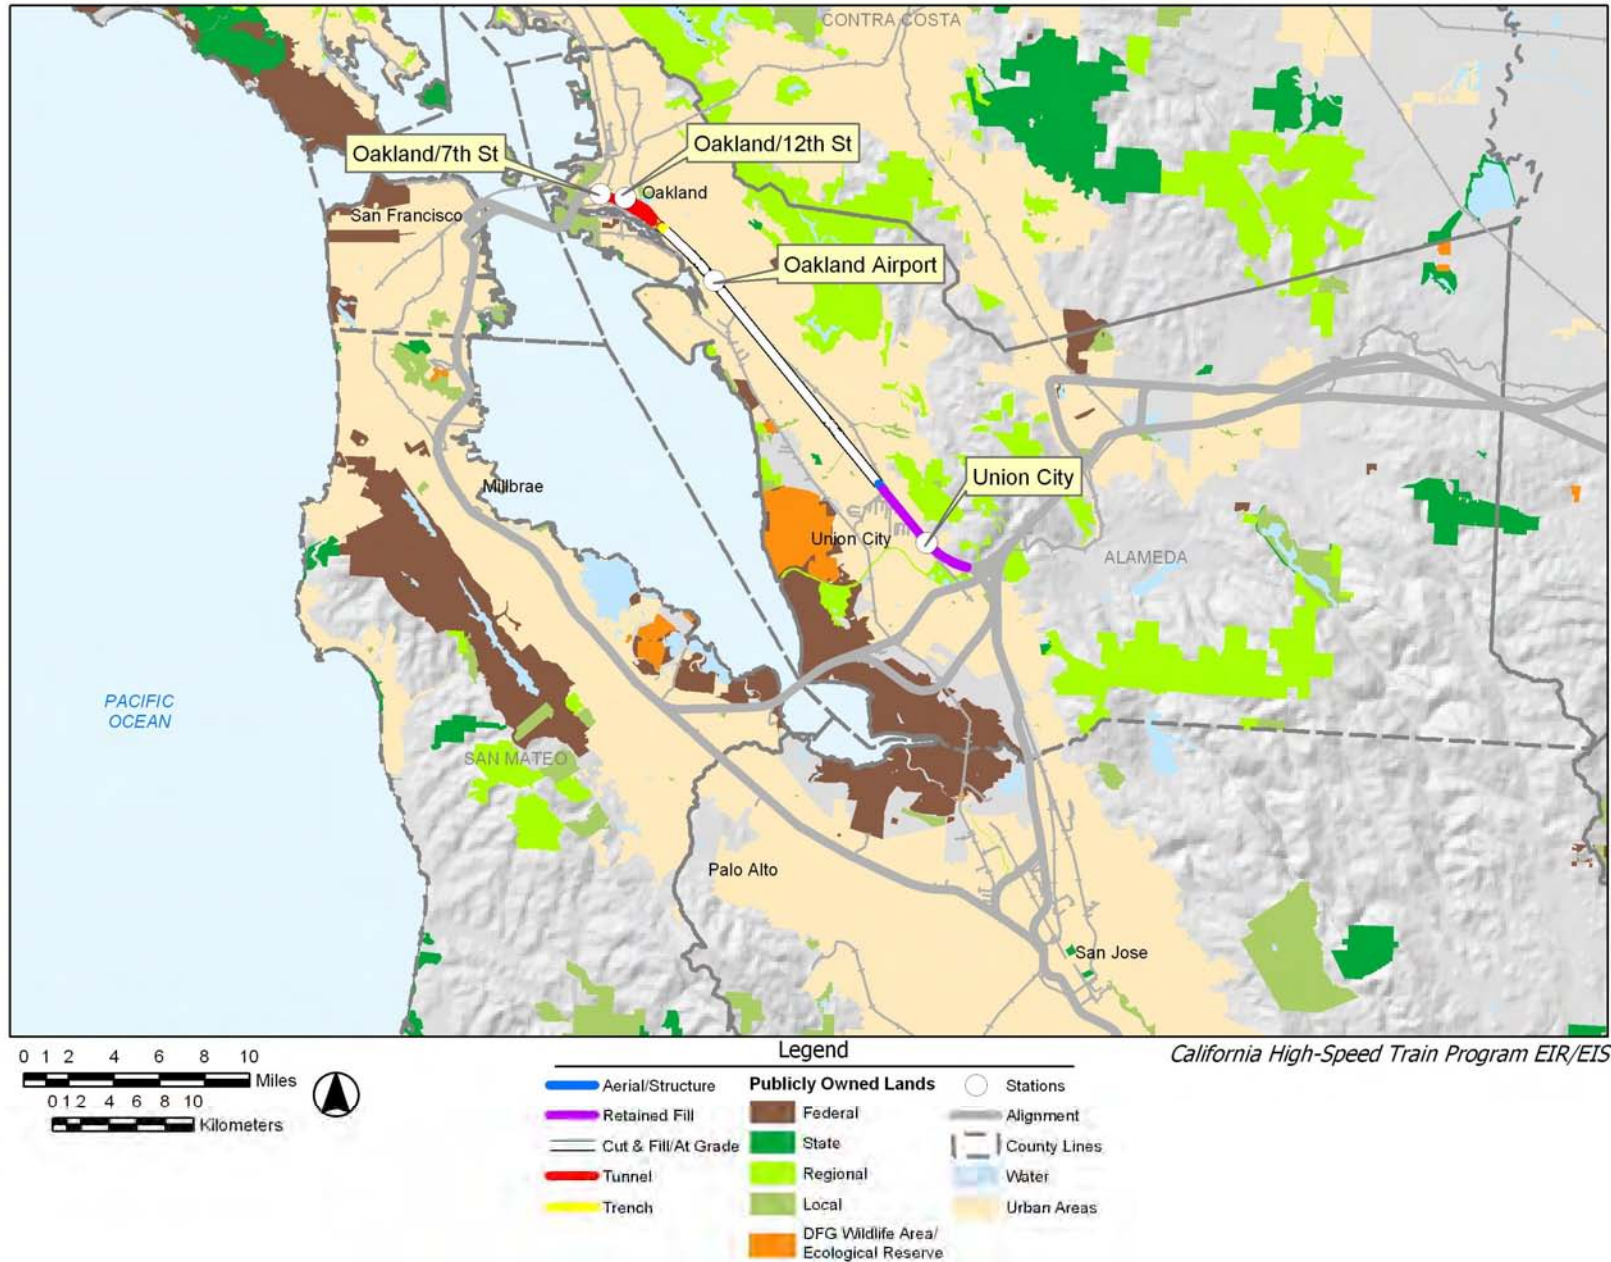 CONTRA COSTA
Oakland/7th St
Oakland/12th St
Oakland
San Francisco
Oakland Airport
Millbrae
Union City
Union City
ALAMEDA
PACIFIC
OCEAN
SAN MATEO
Palo Alto
San Jose
0 1 2 4 6 8 10
Miles
0 1 2 4 6 8 10
Kilometers
Legend
California High-Speed Train Program EIR/EIS
Aerial/Structure
Retained Fill
Cut & Fill/At Grade
Tunnel
Trench
Publicly Owned Lands
Federal
State
Regional
Local
DFG Wildlife Area/
Ecological Reserve
Stations
Alignment
County Lines
Water
Urban Areas